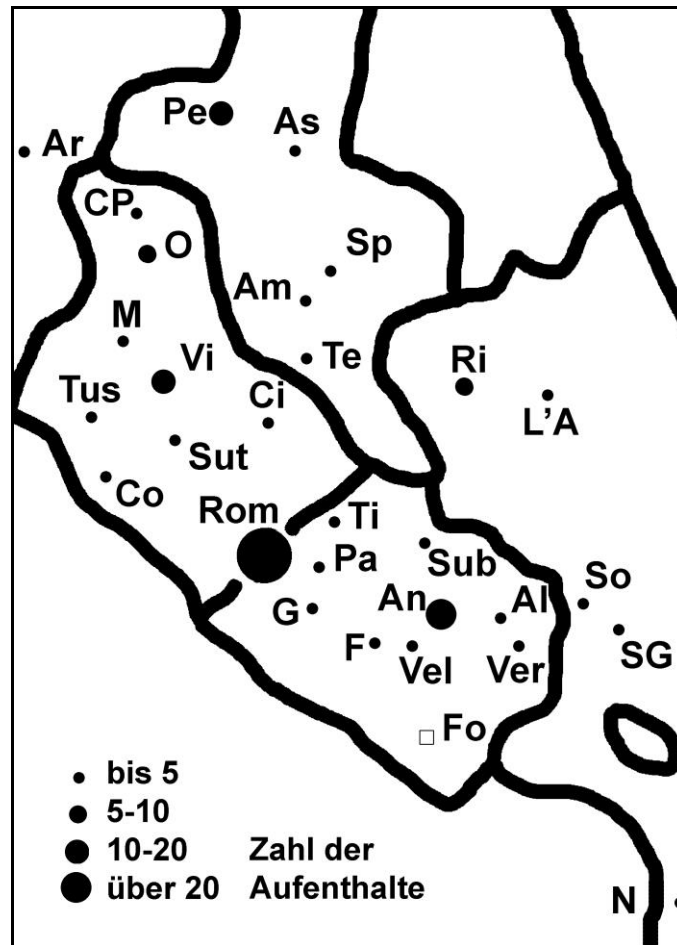 Pe
As
Ar
CP
O
Sp
Am
M
Te
Vi
Ri
Tus
Ci
L'A
Sut
Co
Rom
Ti
Pa
Sub
So
An
Al
G
F
Vel
Ver
SG
Fo
bis 5
5-10
10-20 Zahl der
über 20 Aufenthalte
N